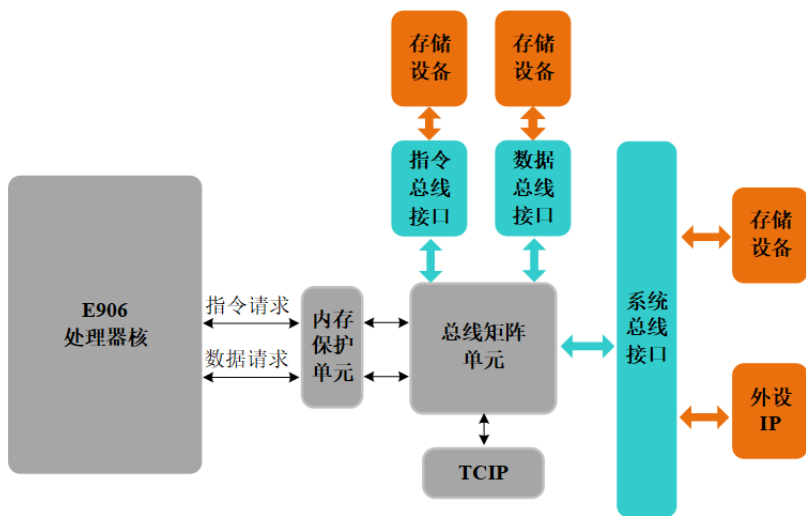 存储
设备
存储
设备
指令
总线
接口
数据
总线
接口
E906
处理器核
指令请求
数据请求
内存
保护
单元
总线矩阵
单元
TCIP
系统
总线
接口
存储
设备
外设
IP